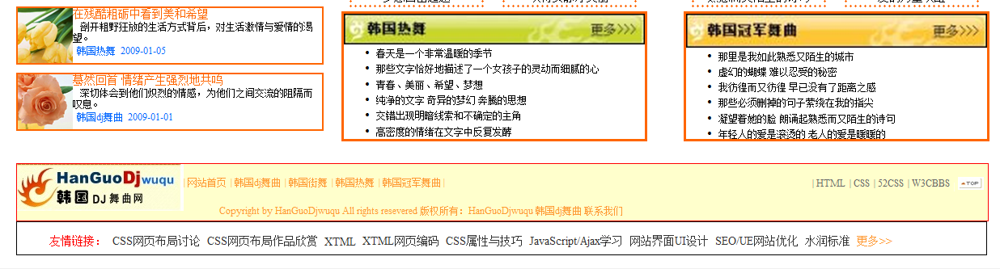 在残酷粗砺中看到美和希望
剖开粗野狂放的生活方式背后，对生活激情与爱情的渴望。
韩国热舞 2009-01-05
蓦然回首 情绪产生强烈地共鸣
深切体会到他们炽烈的情感，为他们之间交流的阻隔而叹息。
韩国dj舞曲 2009-01-01
韩国热舞
更多>>>
春天是一个非常温暖的季节
那些文字恰好地描述了一个女孩子的灵动而细腻的心
青春、美丽、希望、梦想
纯净的文字 奇异的梦幻 奔腾的思想
交错出现明暗线索和不确定的主角
高密度的情绪在文字中反复发酵
韩国冠军舞曲
更多>>>
那里是我如此熟悉又陌生的城市
虚幻的蝴蝶 难以忍受的秘密
我彷徨而又彷徨 早已没有了距离之感
那些必须删掉的句子萦绕在我的指尖
凝望着她的脸 朗诵起熟悉而又陌生的诗句
年轻人的爱是滚烫的 老人的爱是暖暖的
HanGuoDjwuqu
韩国DJ舞曲网
| 网站首页 | 韩国dj舞曲 | 韩国街舞 | 韩国热舞 | 韩国冠军舞曲 |
| HTML | CSS | 52CSS | W3CBBS
TOP
Copyright by HanGuoDjwuqu All rights resevered 版权所有：HanGuoDjwuqu 韩国dj舞曲 联系我们
友情链接： CSS网页布局讨论 CSS网页布局作品欣赏 XTML XTML网页编码 CSS属性与技巧 JavaScript/Ajax学习 网站界面UI设计 SEO/UE网站优化 水润标准 更多>>